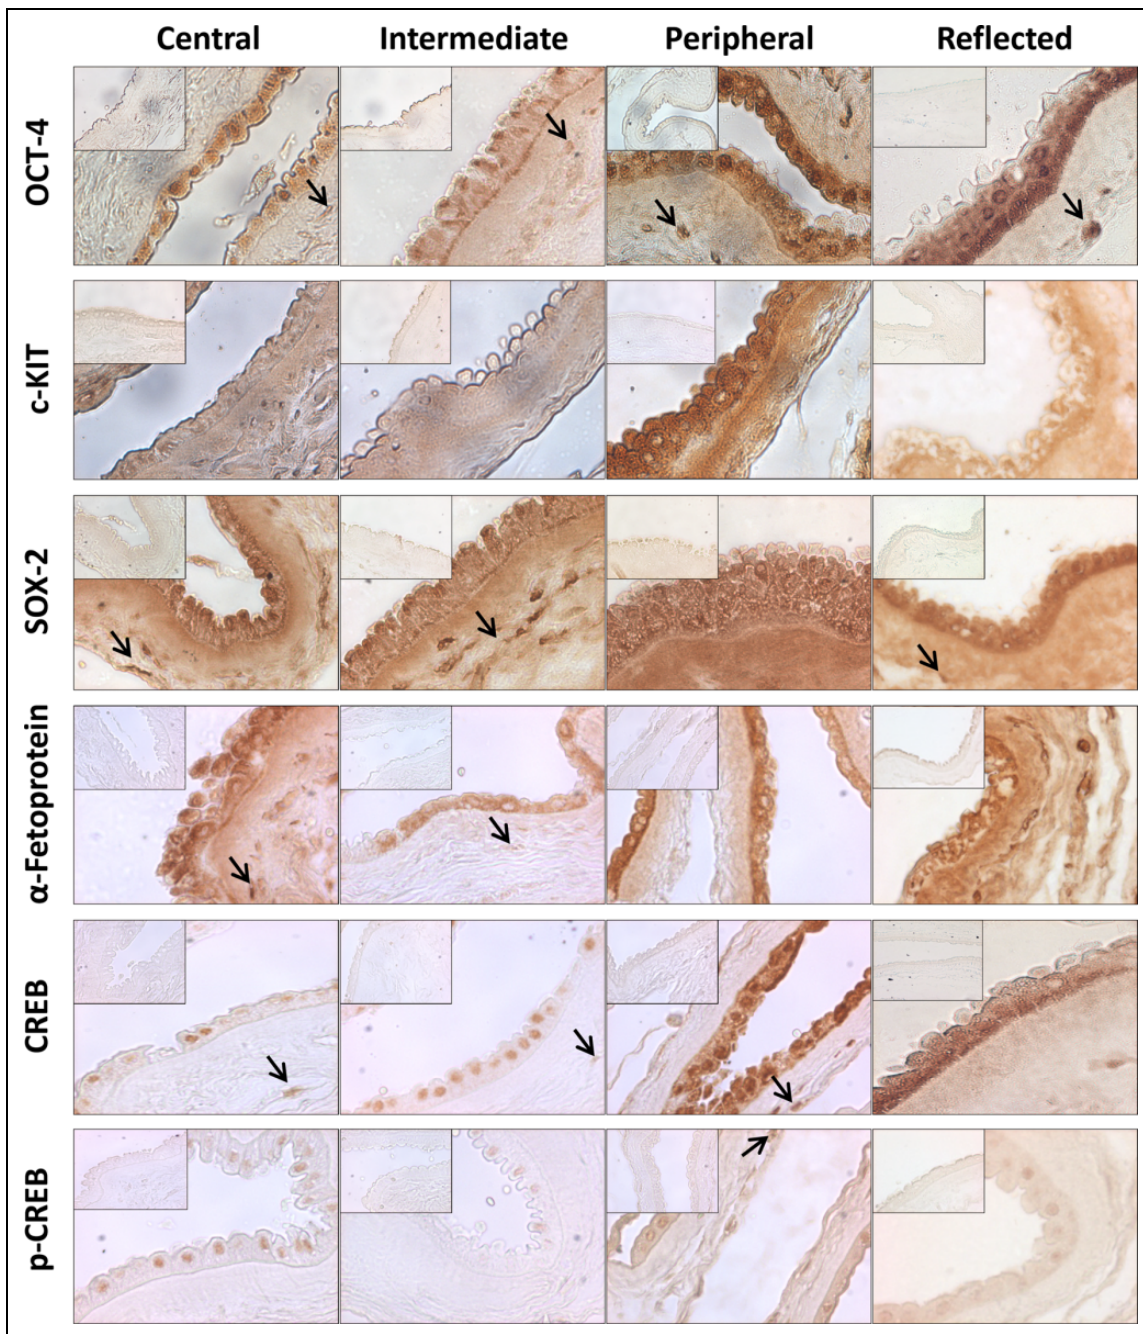 Central Intermediate Peripheral Reflected
OCT-4
c-KIT
SOX-2
α-Fetoprotein
CREB
p-CREB